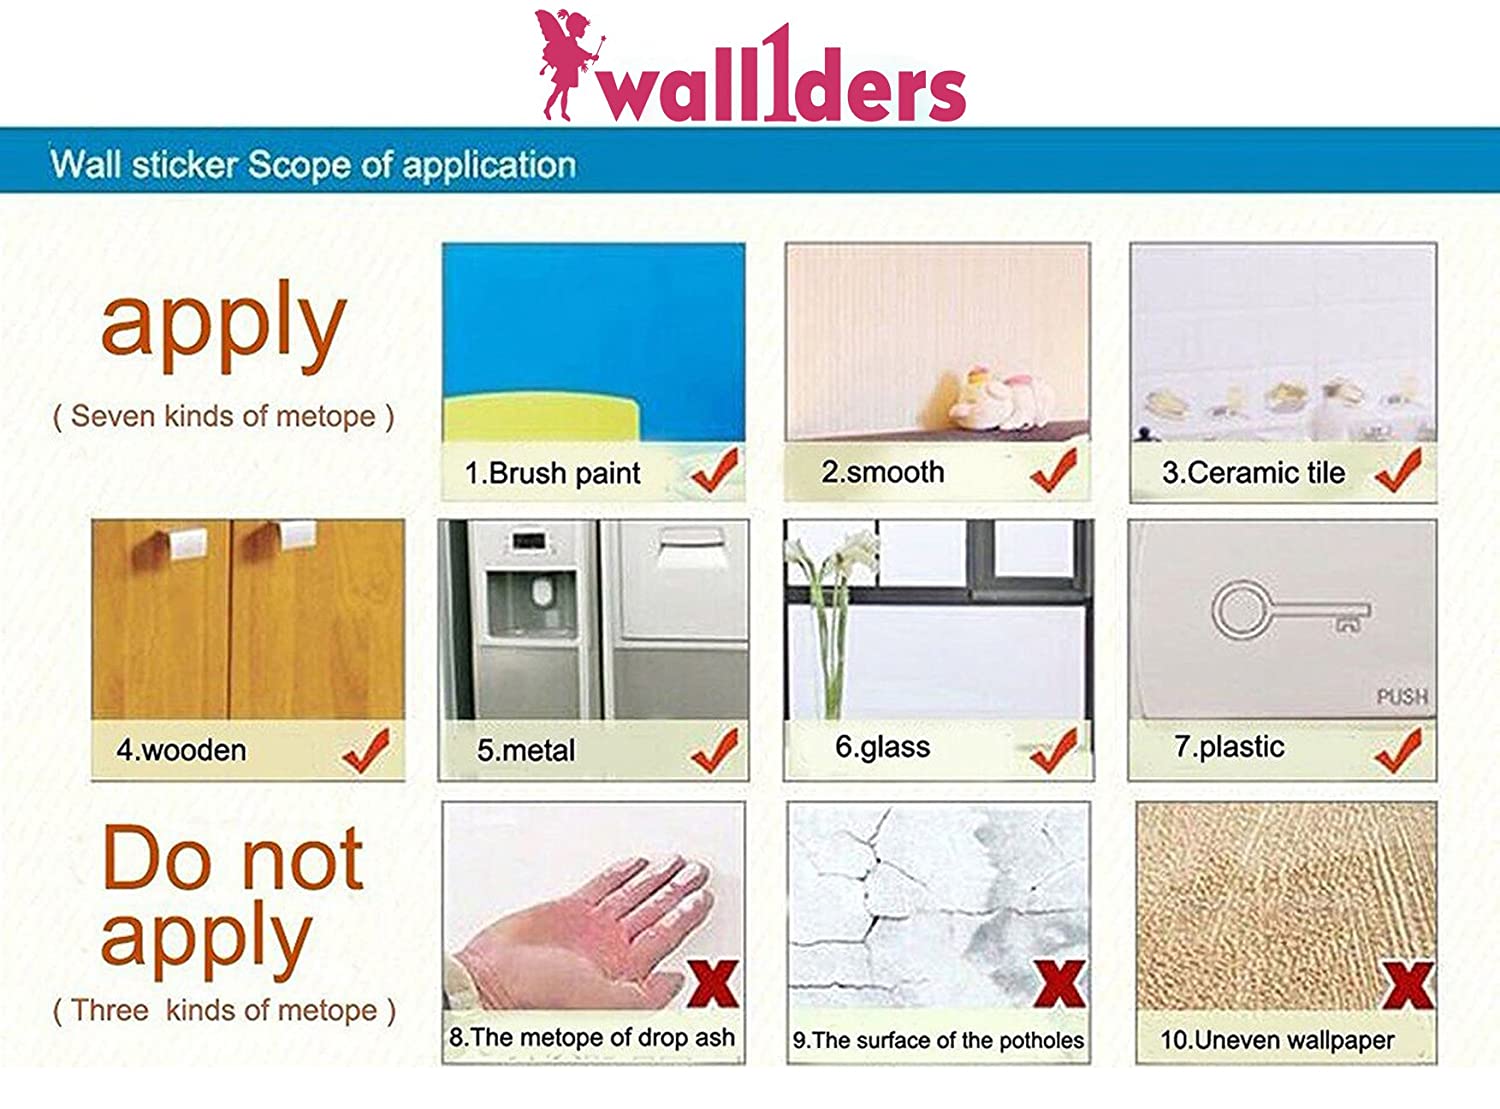 wall1ders
Wall sticker Scope of application
apply
( Seven kinds of metope )
1.Brush paint
2.smooth
3.Ceramic tile
4.wooden
5.metal
6.glass
PUSH
7.plastic
Do not
apply
( Three kinds of metope )
8.The metope of drop ash
9.The surface of the potholes
10.Uneven wallpaper